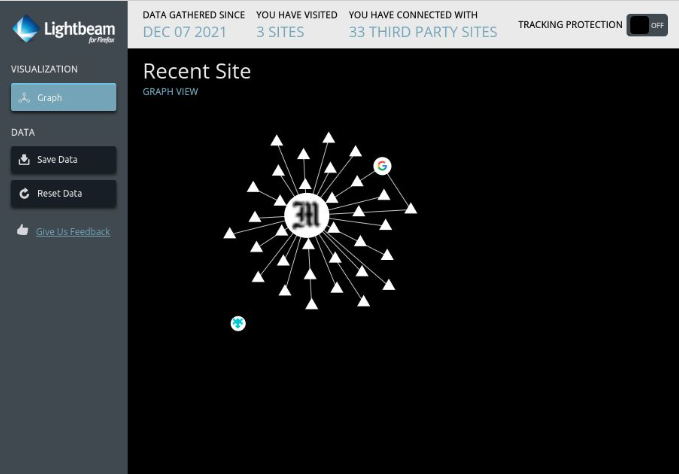 Lightbeam
for Firefox
DATA GATHERED SINCE
DEC 07 2021
YOU HAVE VISITED
3 SITES
YOU HAVE CONNECTED WITH
33 THIRD PARTY SITES
TRACKING PROTECTION
OFF
VISUALIZATION
Graph
DATA
Save Data
Reset Data
Give Us Feedback
Recent Site
GRAPH VIEW
M
G